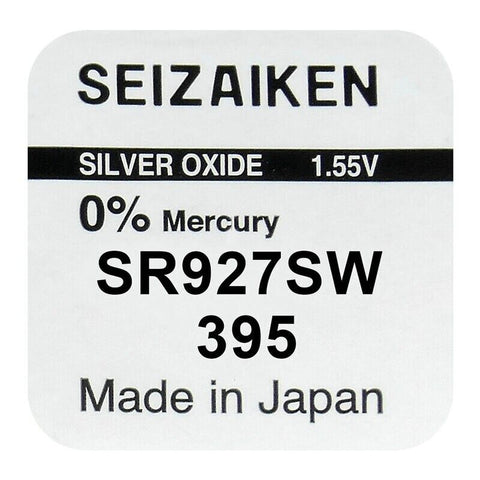 SEIZAIKEN
SILVER OXIDE 1.55V
0% Mercury
SR927SW
395
Made in Japan